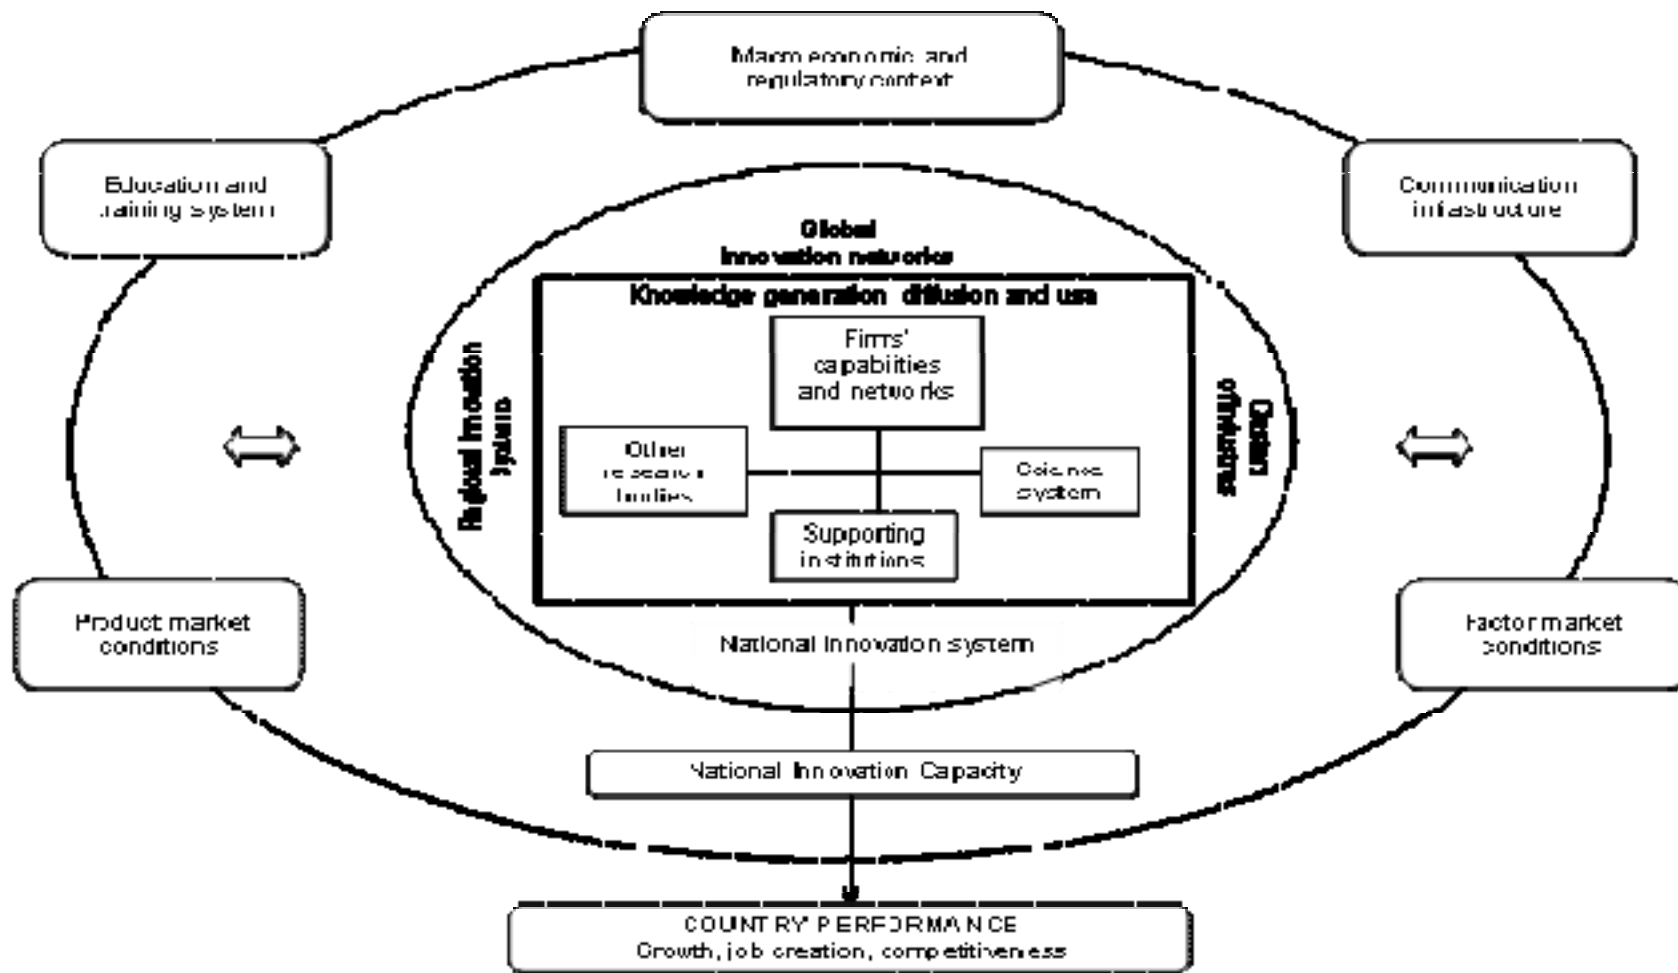 Macro economic and
regulatory context
Education and
training system
Communication
infrastructure
Global
innovation networks
Knowledge generation diffusion and use
Firms'
capabilities
and networks
Regional innovation
systems
Clusters
of industries
Other
research
bodies
Science
system
Supporting
institutions
Product market
conditions
Factor market
conditions
National Innovation system
National Innovation Capacity
COUNTRY PERFORMANCE
Growth, job creation, competitiveness